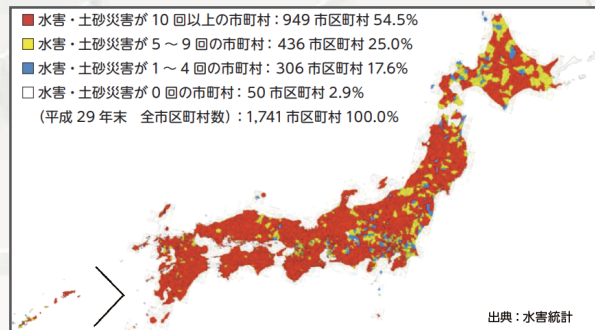 水害・土砂災害が 10 回以上の市町村：949 市区町村 54.5%
水害・土砂災害が 5 ～ 9 回の市町村：436 市区町村 25.0%
水害・土砂災害が 1 ～ 4 回の市町村：306 市区町村 17.6%
水害・土砂災害が 0 回の市町村：50 市区町村 2.9%
（平成 29 年末　全市区町村数）：1,741 市区町村 100.0%
出典：水害統計